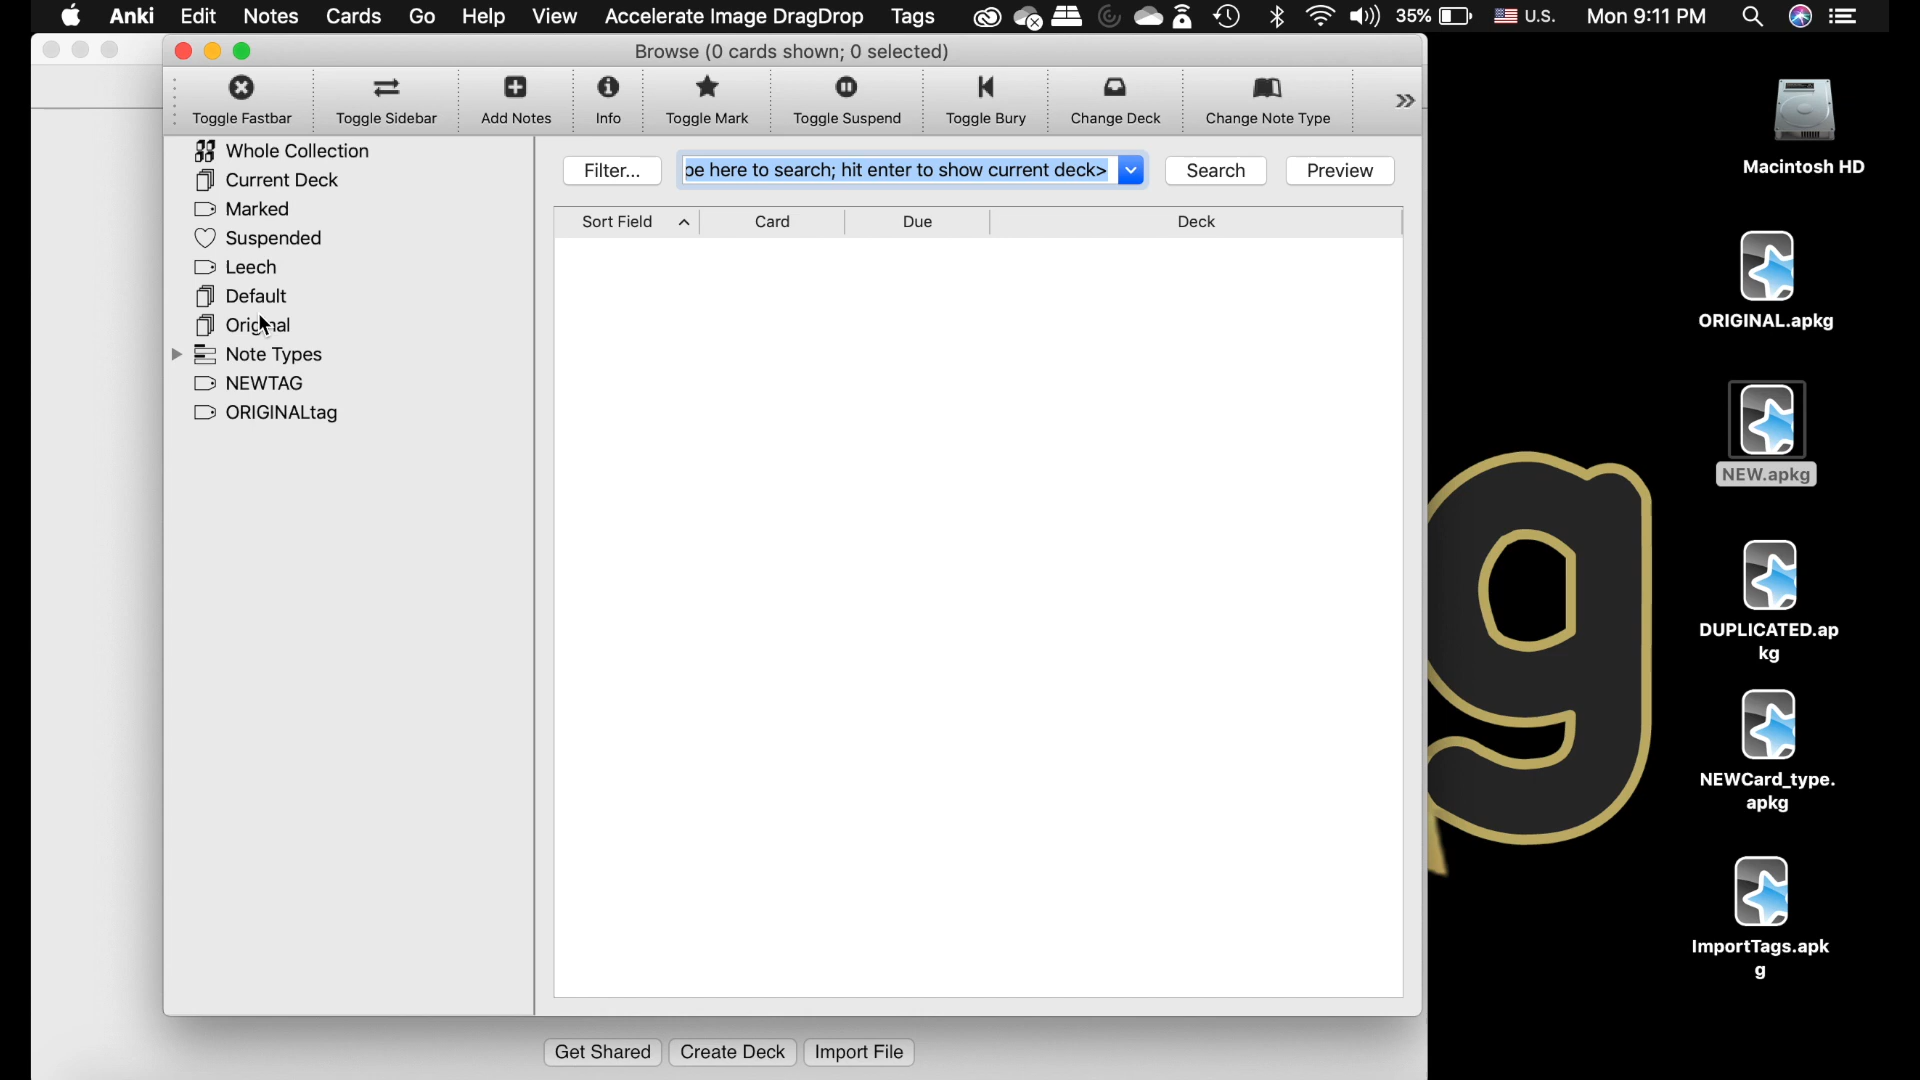 Anki Edit Notes Cards Go Help View Accelerate Image DragDrop Tags 35% U.S. Mon 9:11 PM
Browse (0 cards shown; 0 selected)
Toggle Fastbar Toggle Sidebar Add Notes Info Toggle Mark Toggle Suspend Toggle Bury Change Deck Change Note Type
Whole Collection
Current Deck
Marked
Suspended
Leech
Default
Original
Note Types
NEWTAG
ORIGINALtag
Filter... pe here to search; hit enter to show current deck> Search Preview
Sort Field Card Due Deck
Get Shared Create Deck Import File
Macintosh HD
ORIGINAL.apkg
NEW.apkg
DUPLICATED.ap
kg
NEWCard_type.
apkg
ImportTags.apk
g
g